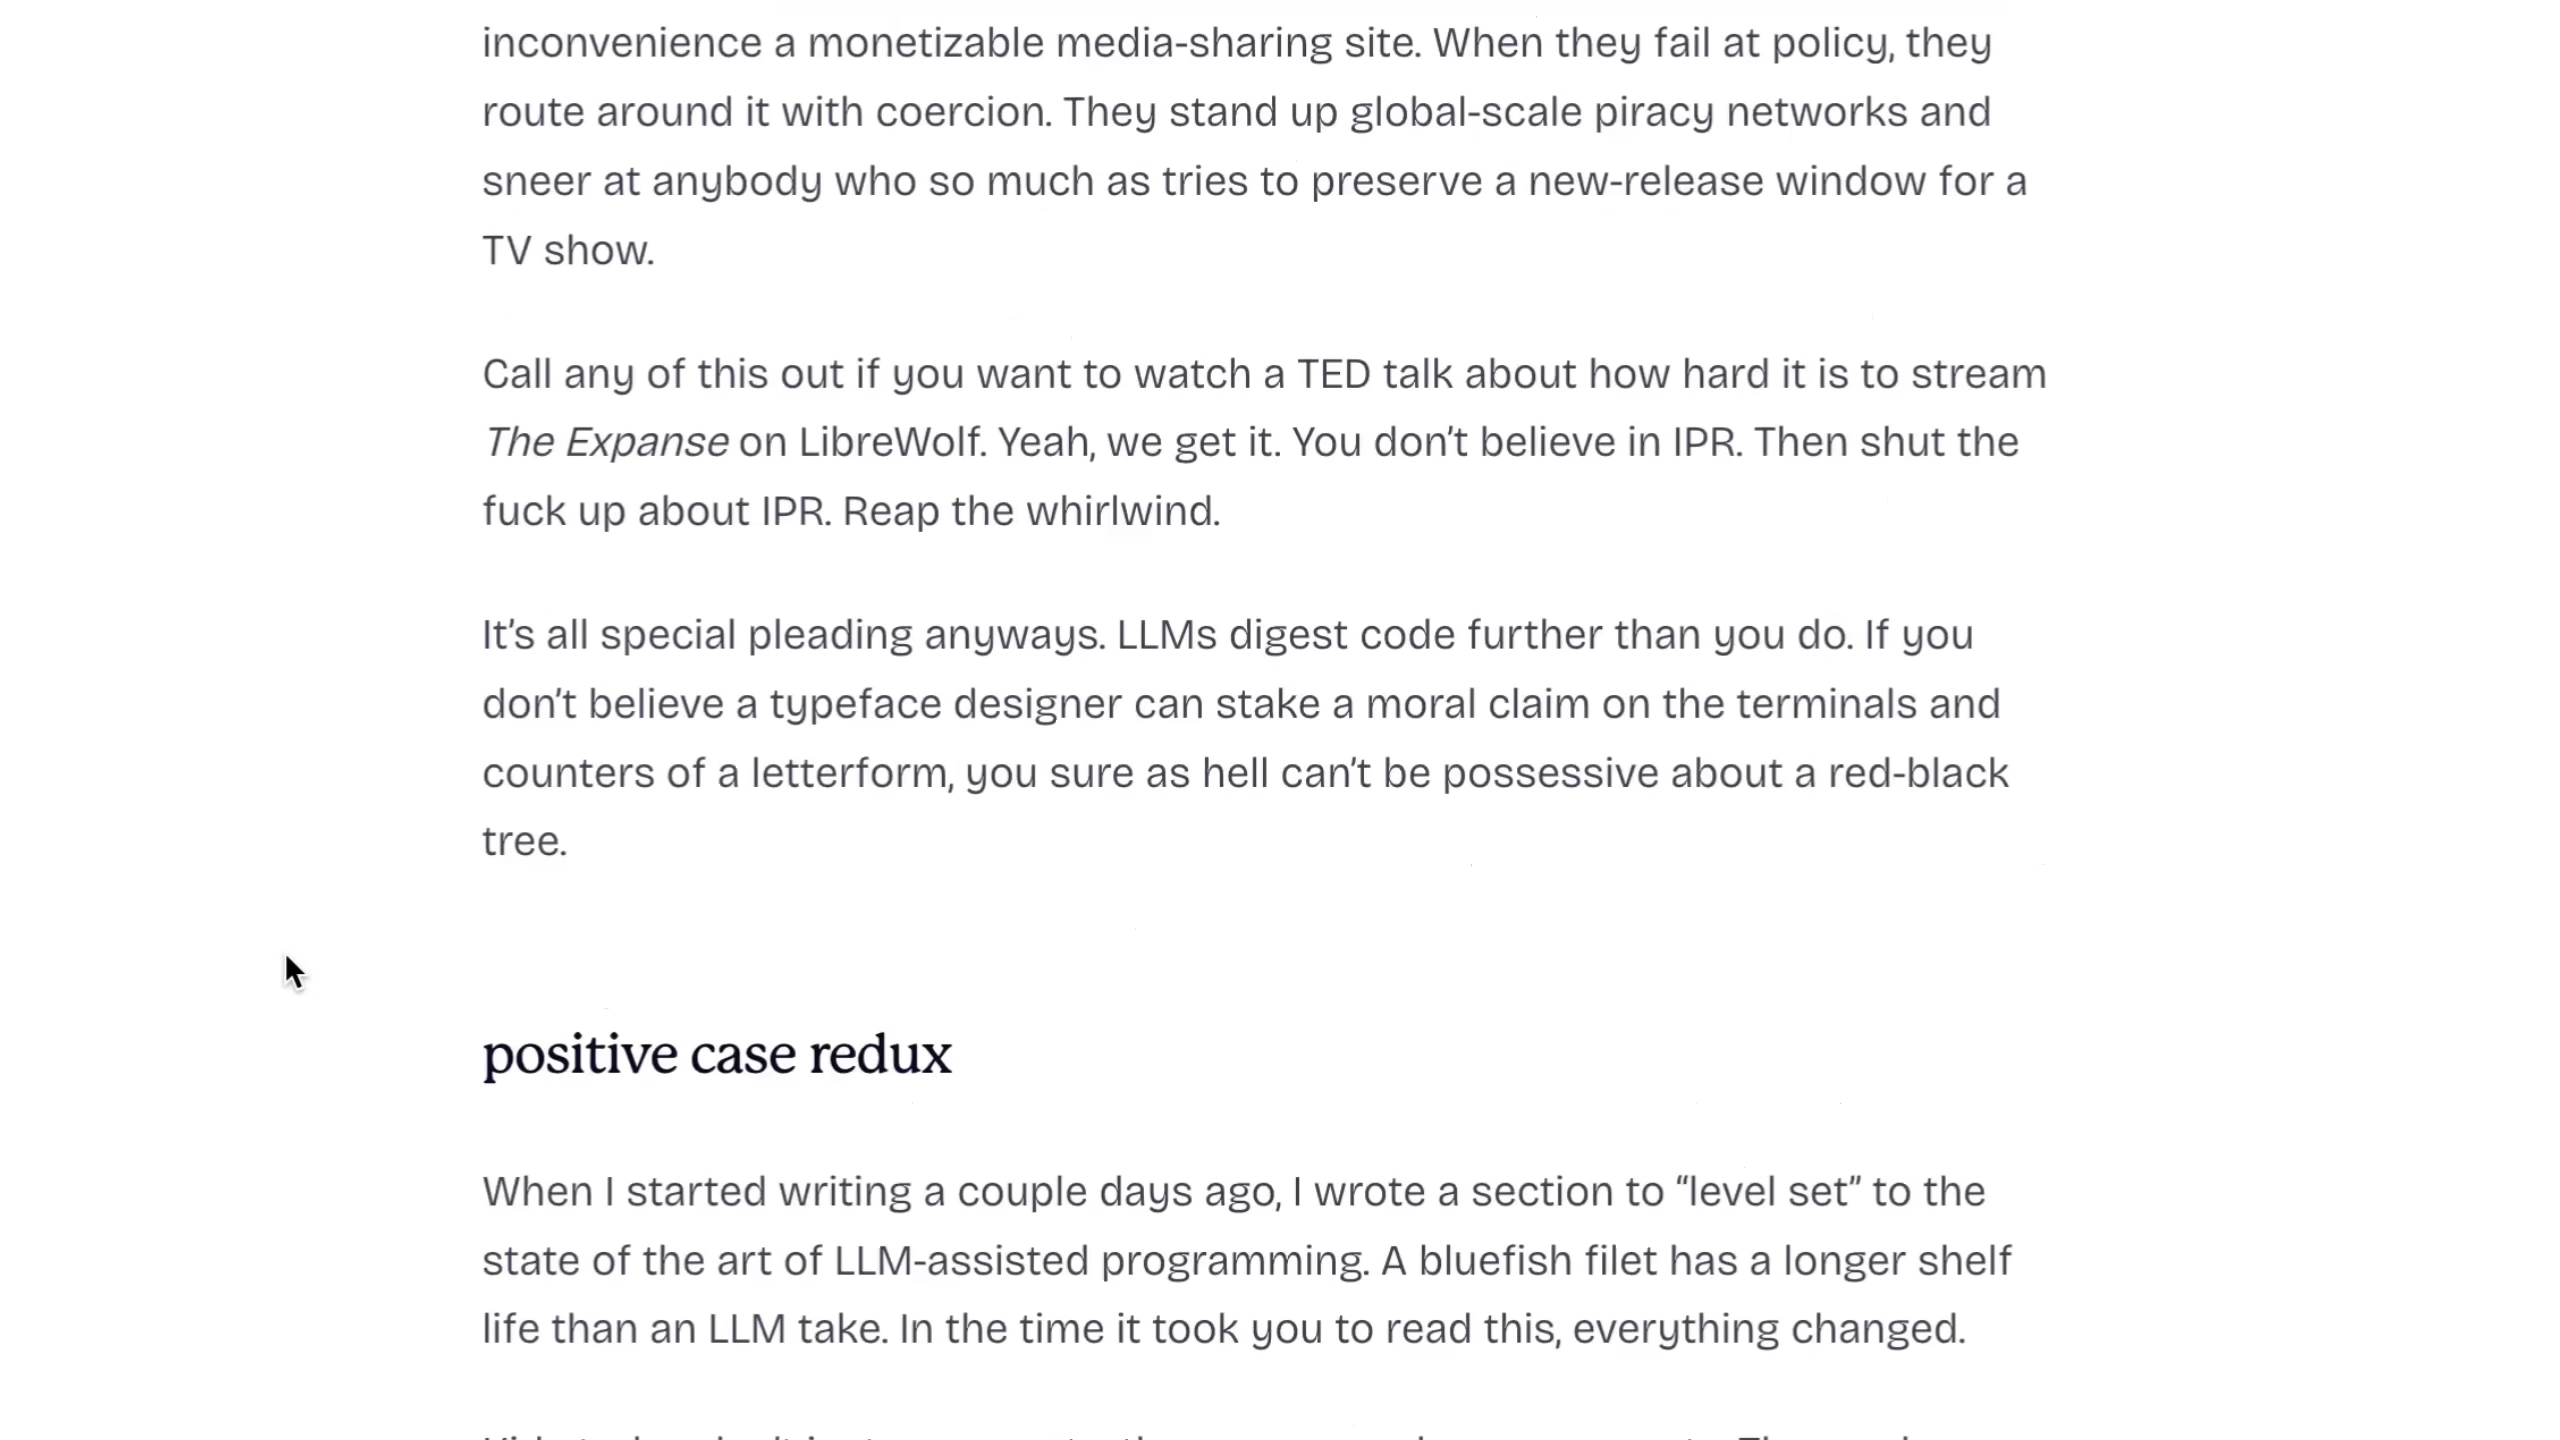 inconvenience a monetizable media-sharing site. When they fail at policy, they
route around it with coercion. They stand up global-scale piracy networks and
sneer at anybody who so much as tries to preserve a new-release window for a
TV show.
Call any of this out if you want to watch a TED talk about how hard it is to stream
The Expanse on LibreWolf. Yeah, we get it. You don’t believe in IPR. Then shut the
fuck up about IPR. Reap the whirlwind.
It’s all special pleading anyways. LLMs digest code further than you do. If you
don’t believe a typeface designer can stake a moral claim on the terminals and
counters of a letterform, you sure as hell can’t be possessive about a red-black
tree.
positive case redux
When I started writing a couple days ago, I wrote a section to “level set” to the
state of the art of LLM-assisted programming. A bluefish filet has a longer shelf
life than an LLM take. In the time it took you to read this, everything changed.